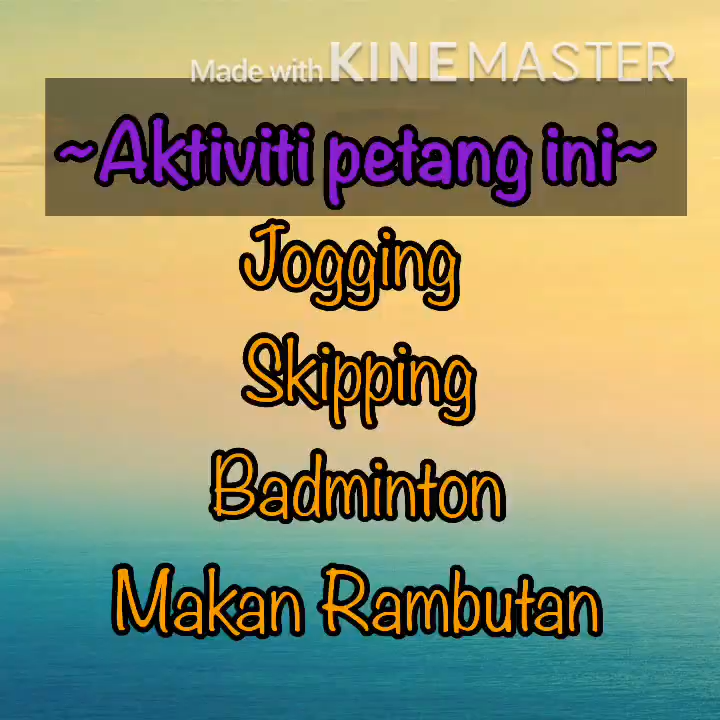 Made with KINEMASTER
~Aktiviti petang ini~
Jogging
Skipping
Badminton
Makan Rambutan